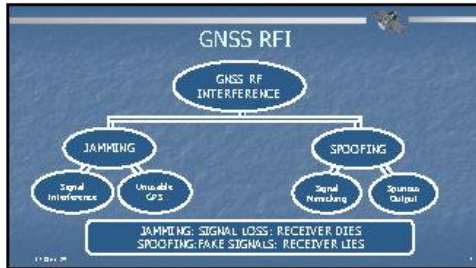 GNSS RFI
GNSS RF
INTERFERENCE
JAMMING
SPOOFING
Signal
Interference
Unusable
GPS
Signal
Mimicking
Spurious
Output
JAMMING: SIGNAL LOSS: RECEIVER DIES
SPOOFING:FAKE SIGNALS: RECEIVER LIES